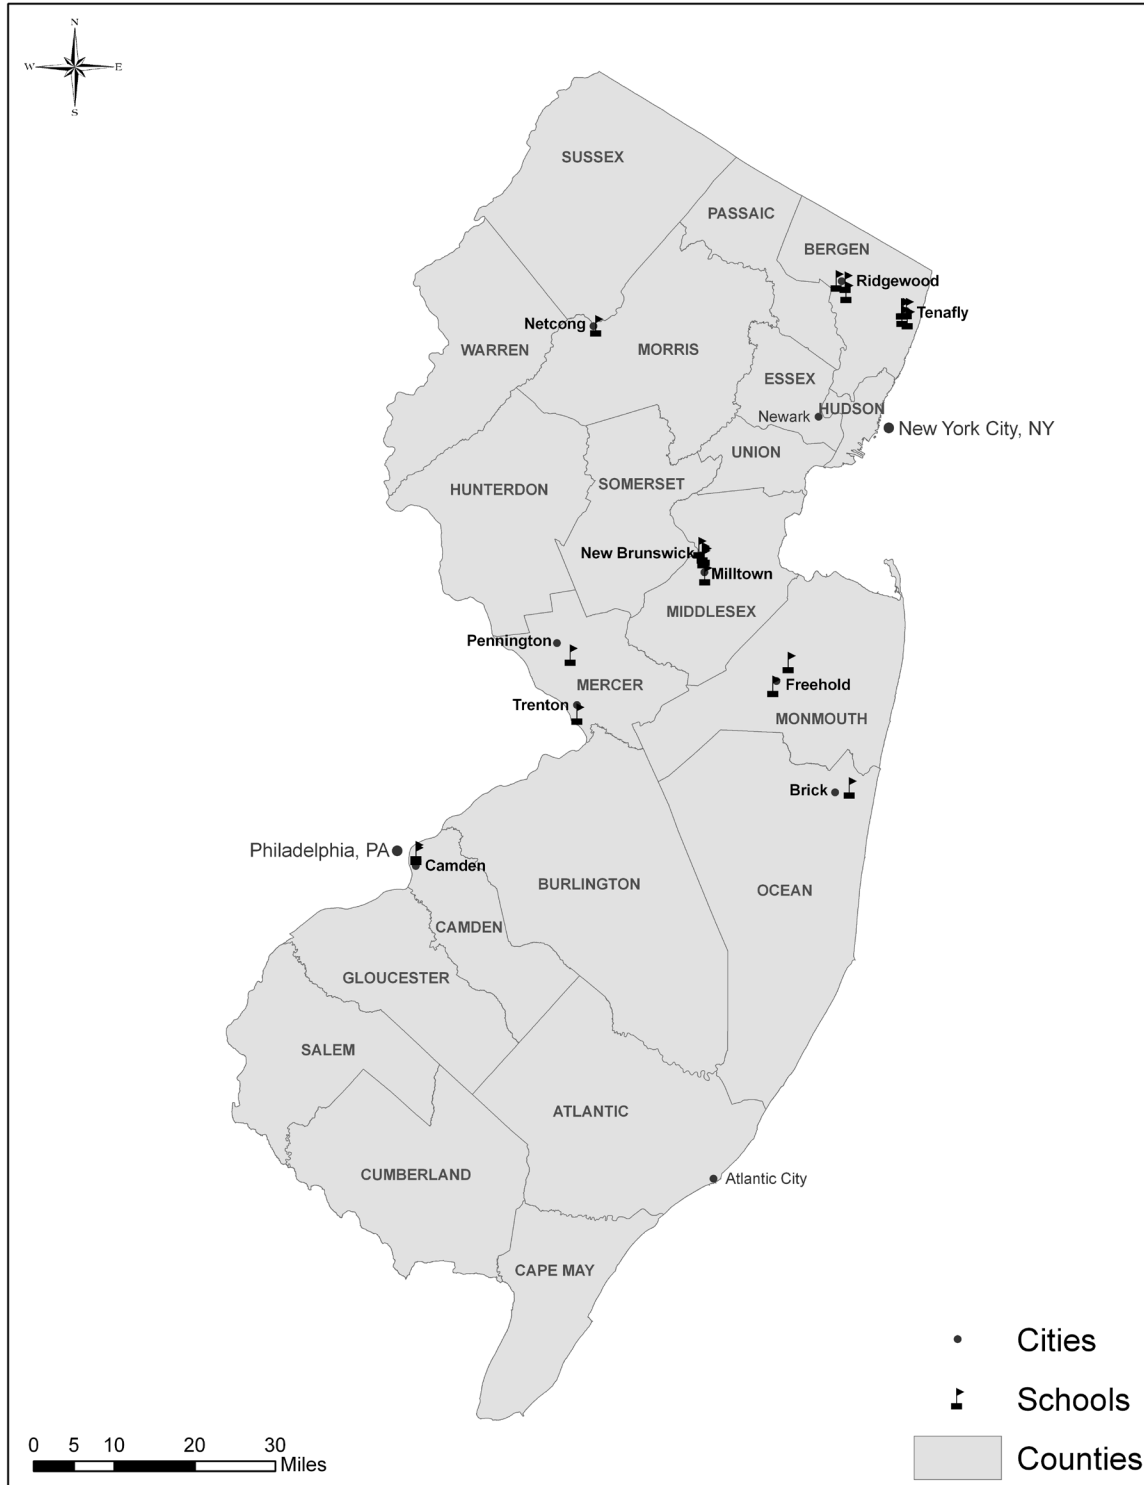 N
W E
S
SUSSEX
PASSAIC
BERGEN
Ridgewood
Tenafly
Netcong
WARREN
MORRIS
ESSEX
HUDSON
Newark
New York City, NY
UNION
SOMERSET
HUNTERDON
New Brunswick
Milltown
MIDDLESEX
Pennington
MERCER
Freehold
Trenton
MONMOUTH
Brick
Philadelphia, PA
Camden
BURLINGTON
OCEAN
CAMDEN
GLOUCESTER
SALEM
ATLANTIC
CUMBERLAND
Atlantic City
CAPE MAY
Cities
Schools
Counties
0 5 10 20 30
Miles